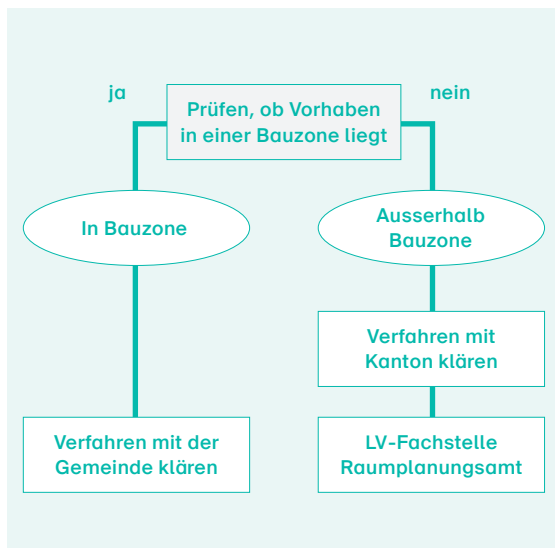 ja
nein
Prüfen, ob Vorhaben
in einer Bauzone liegt
In Bauzone
Ausserhalb
Bauzone
Verfahren mit
Kanton klären
Verfahren mit der
Gemeinde klären
LV-Fachstelle
Raumplanungsamt